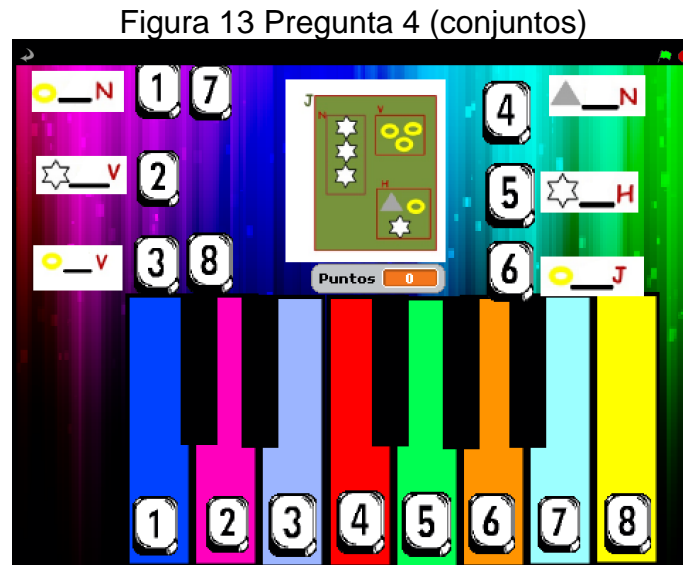 Figura 13 Pregunta 4 (conjuntos)
N 1 7
J
N
V
H
4 N
V 2
5 H
V 3 8
Puntos 0
6 J
1 2 3 4 5 6 7 8